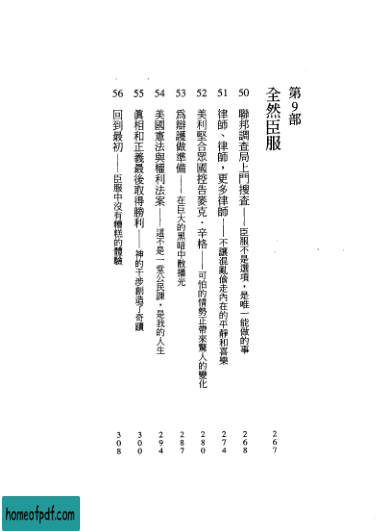 第9部
全然臣服 267
50 聯邦調查局上門搜查——臣服不是選項，是唯一能做的事 268
51 律師、律師，更多律師——不讓混亂偷走內在的平靜和喜樂 274
52 美利堅合眾國控告麥克·辛格——可怕的情勢正帶來驚人的變化 280
53 為辯護做準備——在巨大的黑暗中散播光 287
54 美國憲法與權利法案——這不是一堂公民課，是我的人生 294
55 真相和正義最後取得勝利——神的干涉創造了奇蹟 300
56 回到最初——臣服中沒有糟糕的體驗 308
homeofpdf.com